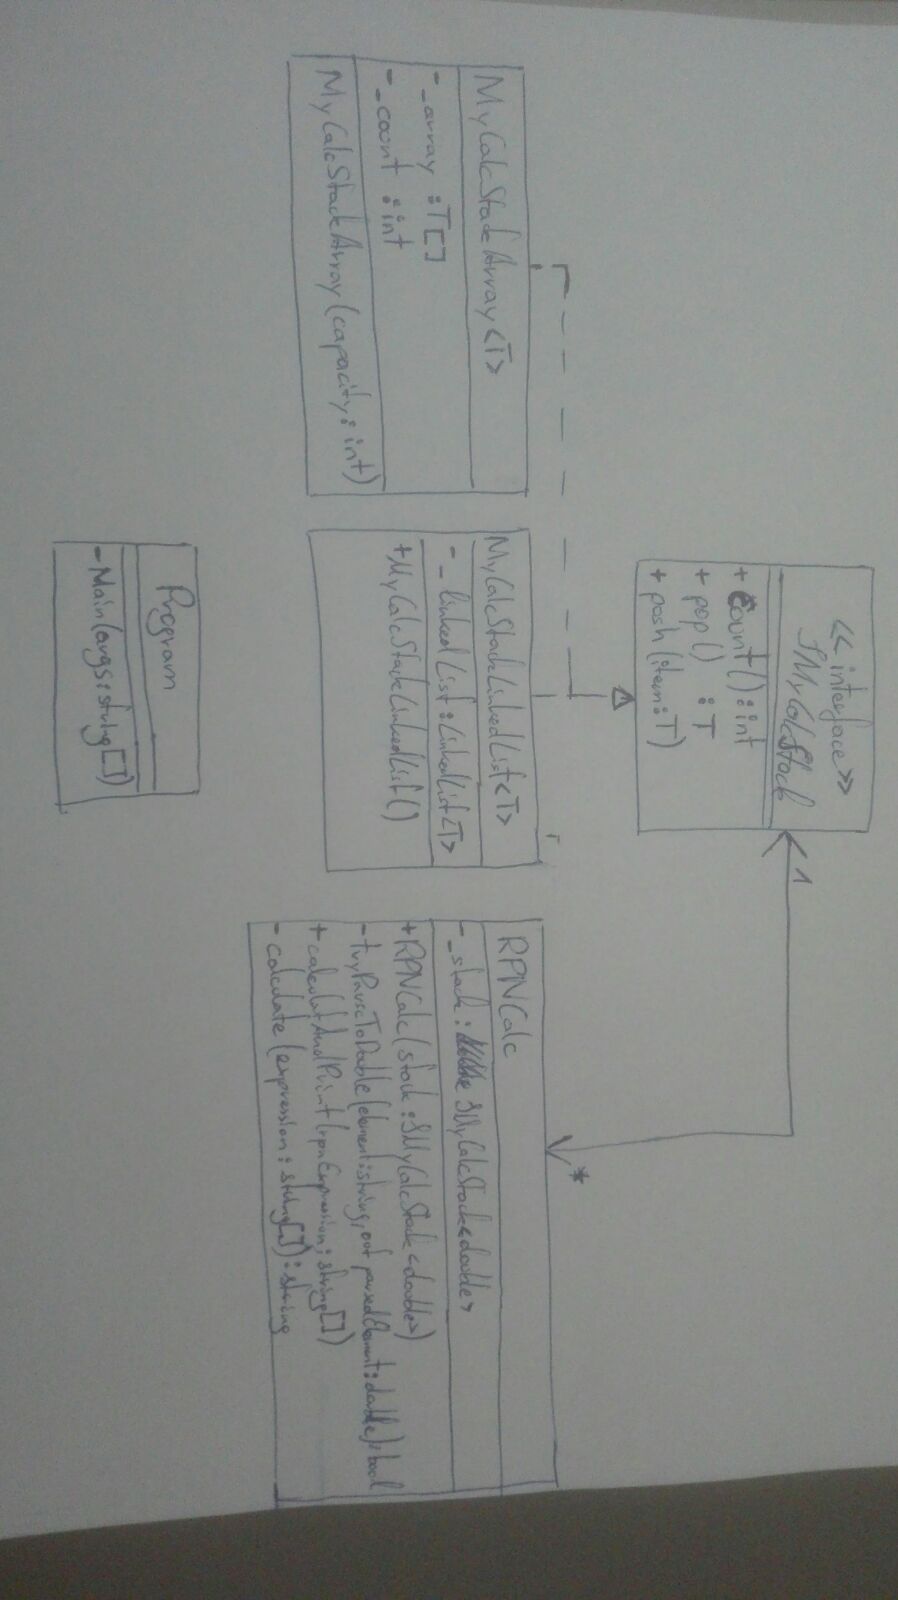 <<interface>>
IMyCalcStack
+ count() : int
+ pop() : T
+ push(item:T)
1
*
MyCalcStackArray<T>
- _array : T[]
- _count : int
MyCalcStackArray(capacity: int)
MyCalcStackLinkedList<T>
- _linkedList : LinkedList<T>
+MyCalcStackLinkedList()
RPNCalc
- _stack : IMyCalcStack<double>
+RPNCalc(stack : IMyCalcStack<double>)
- tryParseToDouble(element:string, out parsedElement: double): bool
+ calculateAndPrint(rpnExpression: string[])
- calculate (expression: string[]): string
Program
- Main(args:string[])